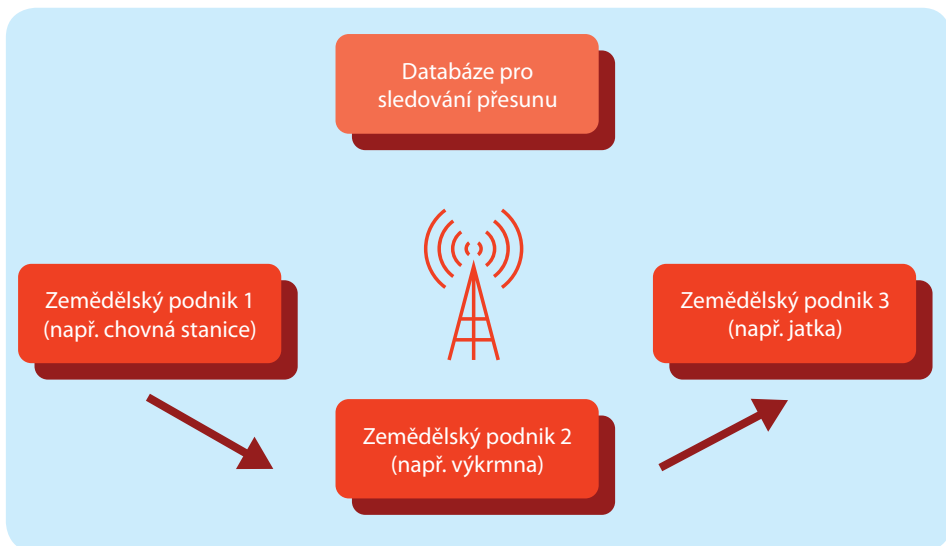 Databáze pro
sledování přesunu
Zemědělský podnik 1
(např. chovná stanice)
Zemědělský podnik 3
(např. jatka)
Zemědělský podnik 2
(např. výkrmna)